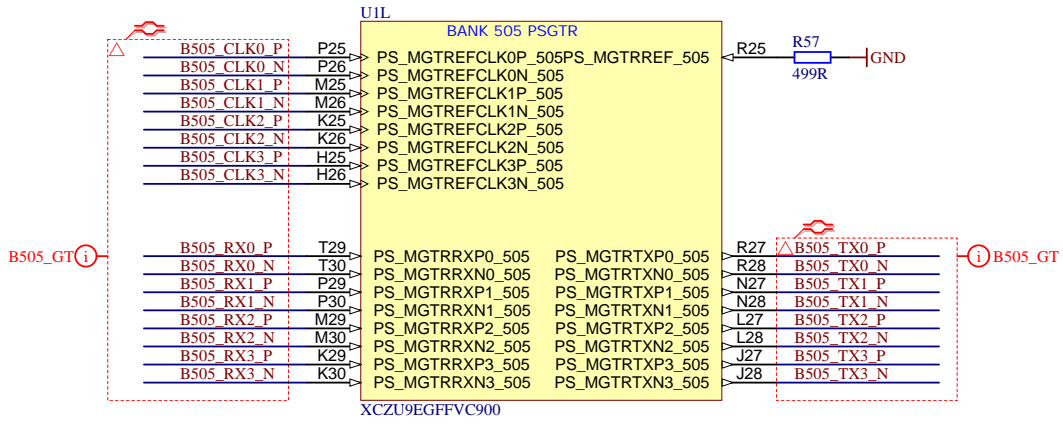 U1L
BANK 505 PSGTR
B505_CLK0_P P25 PS_MGTREFCLK0P_505 PS_MGTRREF_505 R25 R57 GND
499R
B505_CLK0_N P26 PS_MGTREFCLK0N_505
B505_CLK1_P M25 PS_MGTREFCLK1P_505
B505_CLK1_N M26 PS_MGTREFCLK1N_505
B505_CLK2_P K25 PS_MGTREFCLK2P_505
B505_CLK2_N K26 PS_MGTREFCLK2N_505
B505_CLK3_P H25 PS_MGTREFCLK3P_505
B505_CLK3_N H26 PS_MGTREFCLK3N_505
B505_GT i B505_RX0_P T29 PS_MGTRRXP0_505 PS_MGTRTXP0_505 R27 B505_TX0_P i B505_GT
B505_RX0_N T30 PS_MGTRRXN0_505 PS_MGTRTXN0_505 R28 B505_TX0_N
B505_RX1_P P29 PS_MGTRRXP1_505 PS_MGTRTXP1_505 N27 B505_TX1_P
B505_RX1_N P30 PS_MGTRRXN1_505 PS_MGTRTXN1_505 N28 B505_TX1_N
B505_RX2_P M29 PS_MGTRRXP2_505 PS_MGTRTXP2_505 L27 B505_TX2_P
B505_RX2_N M30 PS_MGTRRXN2_505 PS_MGTRTXN2_505 L28 B505_TX2_N
B505_RX3_P K29 PS_MGTRRXP3_505 PS_MGTRTXP3_505 J27 B505_TX3_P
B505_RX3_N K30 PS_MGTRRXN3_505 PS_MGTRTXN3_505 J28 B505_TX3_N
XCZU9EGFFVC900